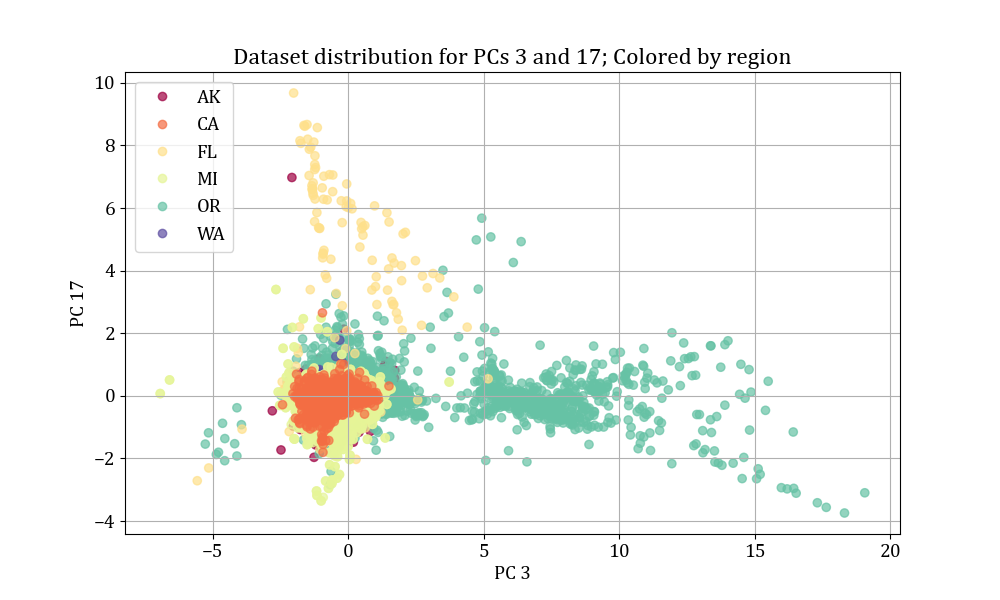 Dataset distribution for PCs 3 and 17; Colored by region
10
8
6
4
2
0
−2
−4
PC 17
AK
CA
FL
MI
OR
WA
−5
0
5
10
15
20
PC 3